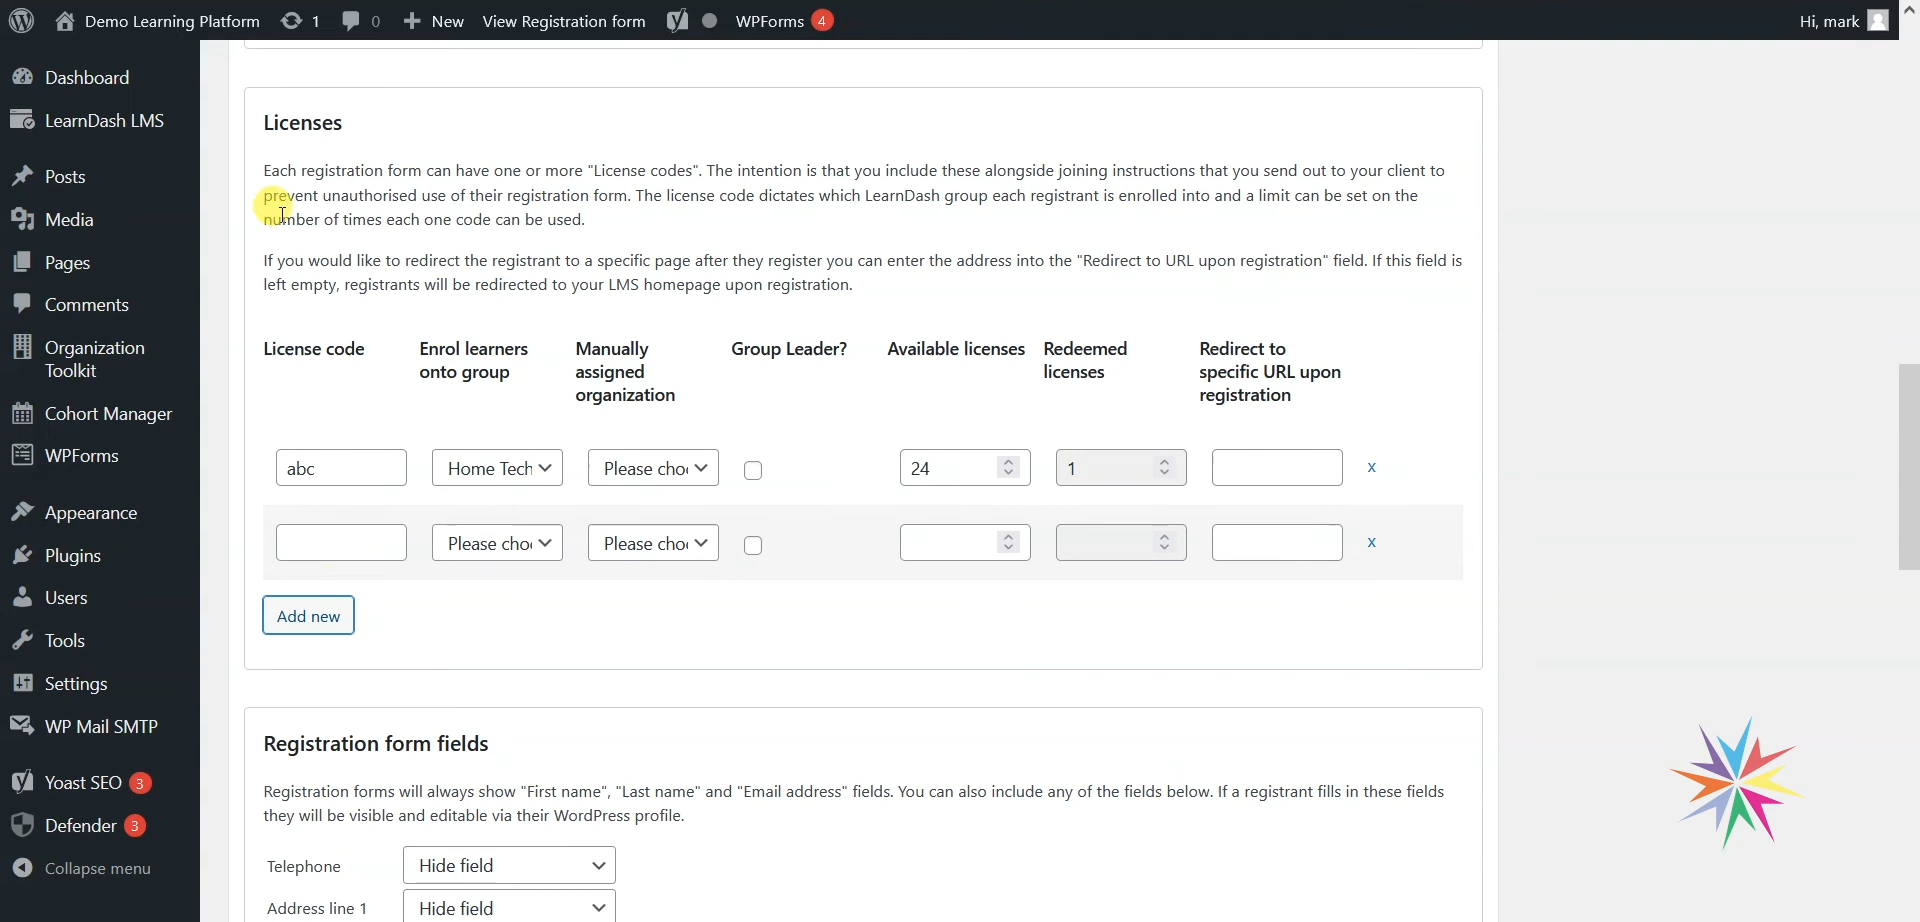 Demo Learning Platform 1 0 New View Registration form WPForms 4 Hi, mark
Dashboard
LearnDash LMS
Posts
Media
Pages
Comments
Organization
Toolkit
Cohort Manager
WPForms
Appearance
Plugins
Users
Tools
Settings
WP Mail SMTP
Yoast SEO 3
Defender 3
Collapse menu
Licenses
Each registration form can have one or more "License codes". The intention is that you include these alongside joining instructions that you send out to your client to
prevent unauthorised use of their registration form. The license code dictates which LearnDash group each registrant is enrolled into and a limit can be set on the
number of times each one code can be used.
If you would like to redirect the registrant to a specific page after they register you can enter the address into the "Redirect to URL upon registration" field. If this field is
left empty, registrants will be redirected to your LMS homepage upon registration.
License code
Enrol learners
onto group
Manually
assigned
organization
Group Leader?
Available licenses
Redeemed
licenses
Redirect to
specific URL upon
registration
abc Home Tech Please cho 24 1 x
Please cho Please cho x
Add new
Registration form fields
Registration forms will always show "First name", "Last name" and "Email address" fields. You can also include any of the fields below. If a registrant fills in these fields
they will be visible and editable via their WordPress profile.
Telephone Hide field
Address line 1 Hide field